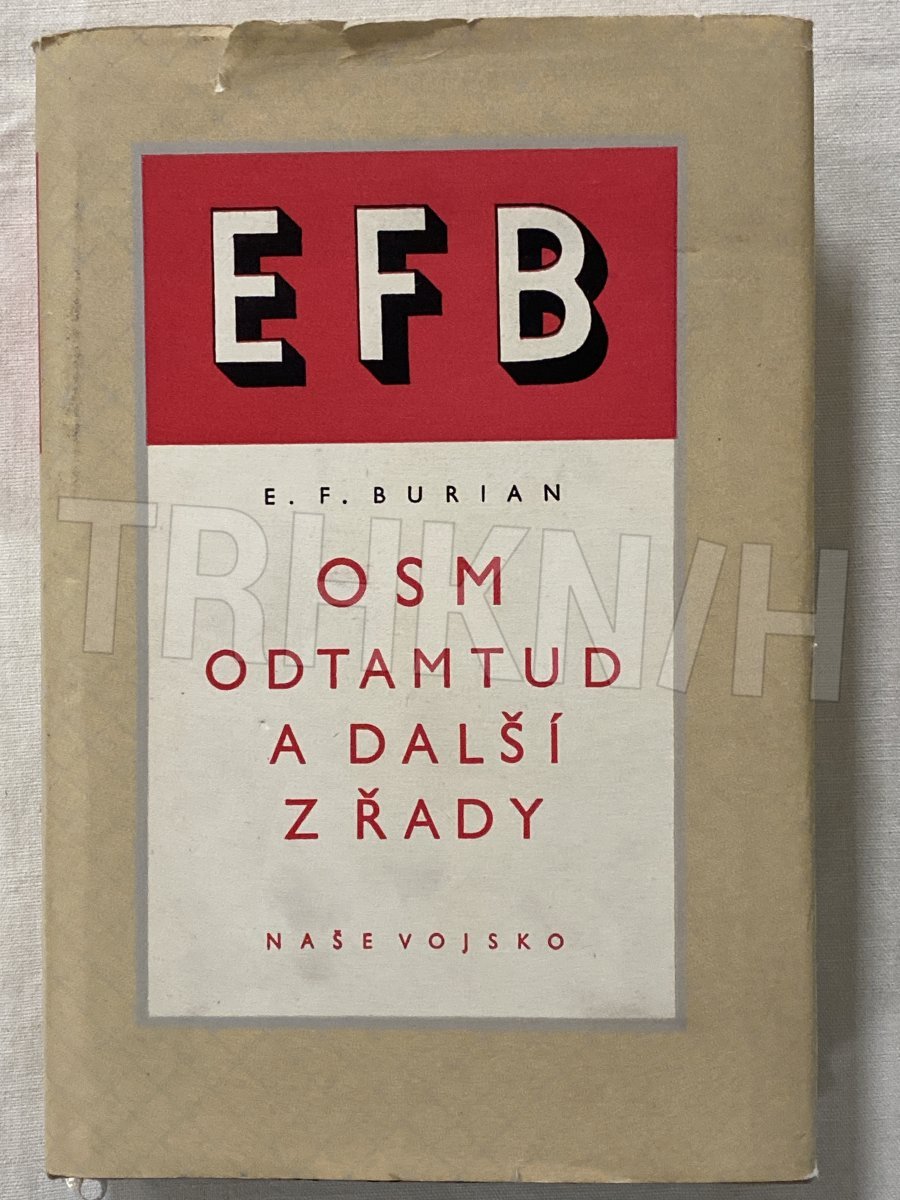 EFB
E. F. BURIAN
OSM
ODTAMTUD
A DALŠÍ
Z ŘADY
NAŠE VOJSKO
TRHKNIH